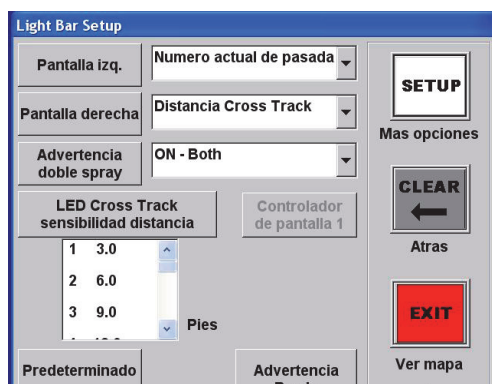 Light Bar Setup
Pantalla izq.
Numero actual de pasada
SETUP
Mas opciones
Pantalla derecha
Distancia Cross Track
Advertencia
doble spray
ON - Both
CLEAR
Atras
LED Cross Track
sensibilidad distancia
Controlador
de pantalla 1
1 3.0
2 6.0
3 9.0
Pies
EXIT
Ver mapa
Predeterminado
Advertencia